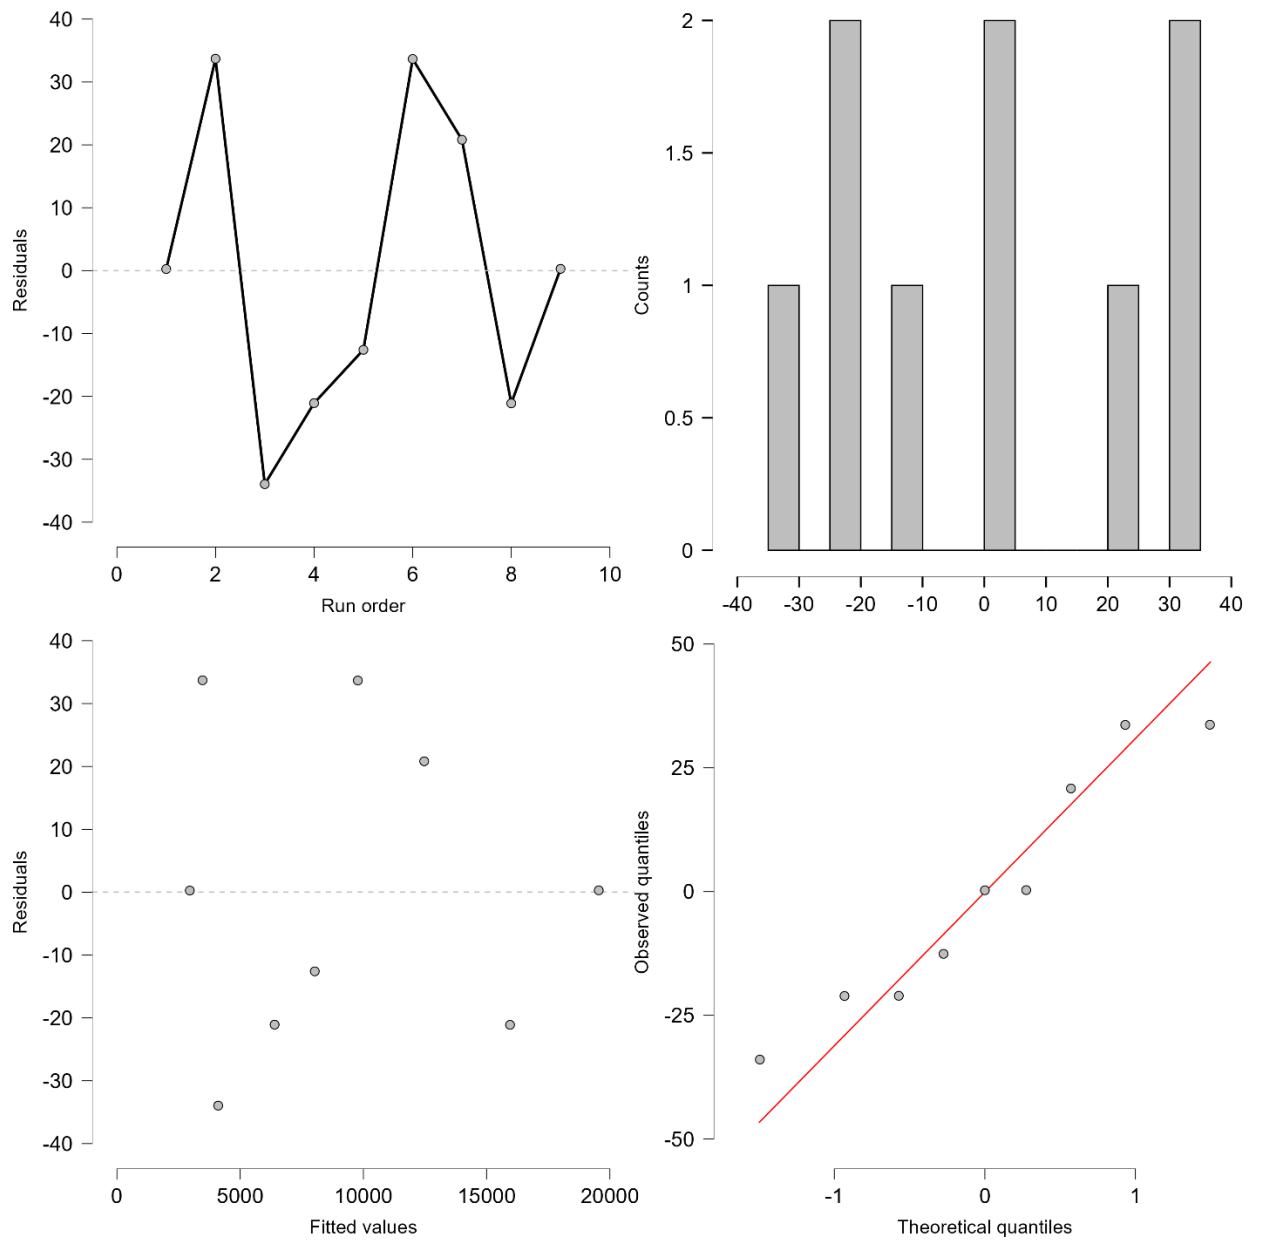 40
30
20
10
0
-10
-20
-30
-40
Residuals
0 2 4 6 8 10
Run order
2
1.5
1
0.5
0
Counts
-40 -30 -20 -10 0 10 20 30 40
40
30
20
10
0
-10
-20
-30
-40
Residuals
0 5000 10000 15000 20000
Fitted values
50
25
0
-25
-50
Observed quantiles
-1 0 1
Theoretical quantiles